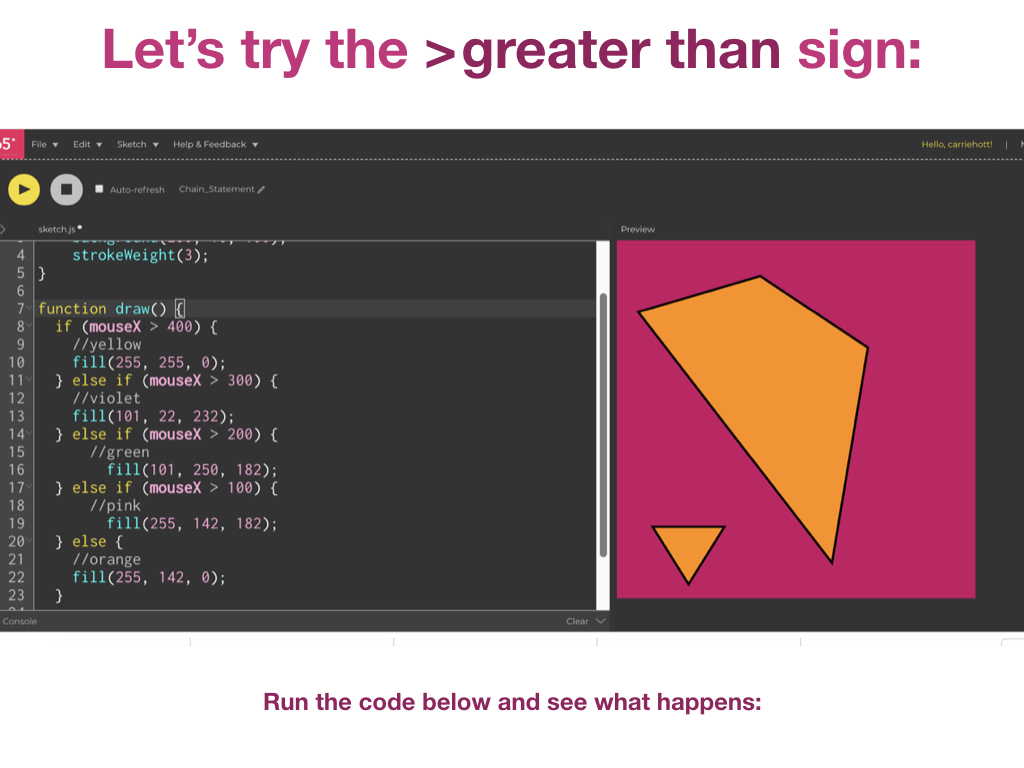 Let’s try the >greater than sign:
5*
File ▾ Edit ▾ Sketch ▾ Help & Feedback ▾ Hello, carriehott! |
Auto-refresh Chain_Statement
sketch.js Preview
4 strokeWeight(3);
5 }
6
7 function draw() {
8 if (mouseX > 400) {
9 //yellow
10 fill(255, 255, 0);
11 } else if (mouseX > 300) {
12 //violet
13 fill(101, 22, 232);
14 } else if (mouseX > 200) {
15 //green
16 fill(101, 250, 182);
17 } else if (mouseX > 100) {
18 //pink
19 fill(255, 142, 182);
20 } else {
21 //orange
22 fill(255, 142, 0);
23 }
Console Clear
Run the code below and see what happens: